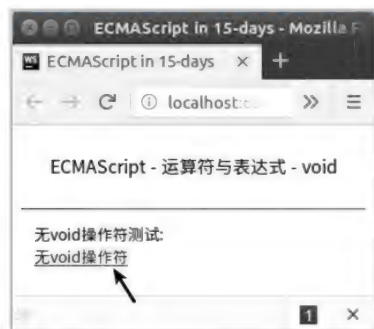 ECMAScript in 15-days - Mozilla F
WS ECMAScript in 15-days × +
localhost:
ECMAScript - 运算符与表达式 - void
无void操作符测试:
无void操作符
1 ×